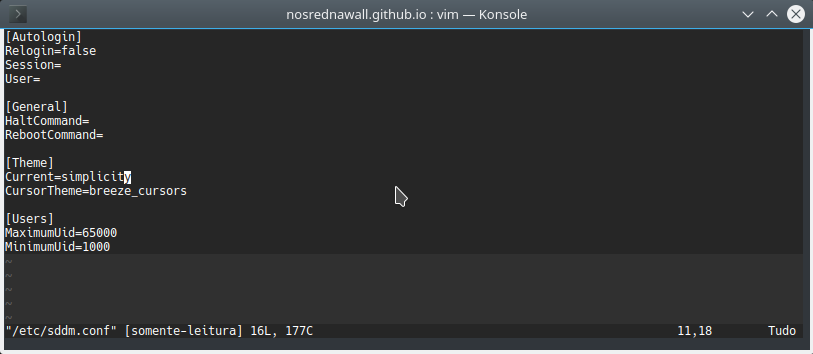 nosrednawall.github.io : vim — Konsole
[Autologin]
Relogin=false
Session=
User=
[General]
HaltCommand=
RebootCommand=
[Theme]
Current=simplicity
CursorTheme=breeze_cursors
[Users]
MaximumUid=65000
MinimumUid=1000
~
~
~
~
~
"/etc/sddm.conf" [somente-leitura] 16L, 177C 11,18 Tudo